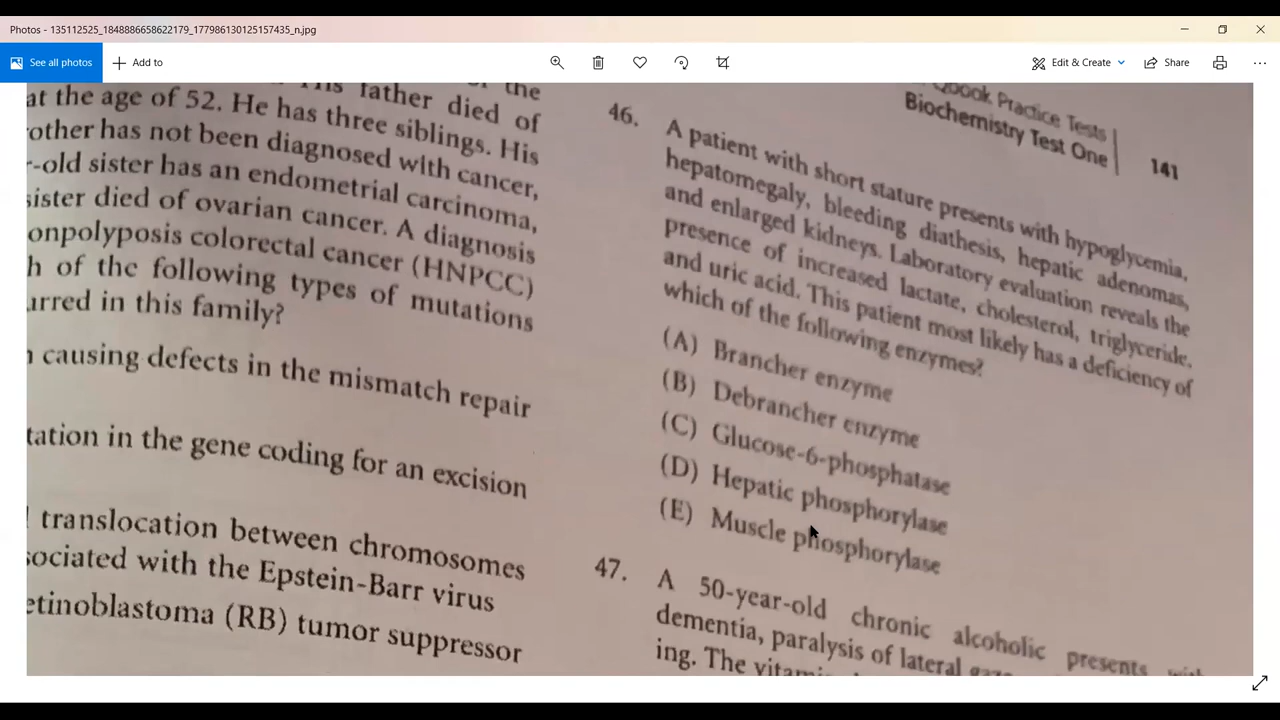 Photos - 135112525_1848886658622179_177986130125157435_n.jpg
See all photos
Add to
Edit & Create
Share
the
His father died of
at the age of 52. He has three siblings. His
other has not been diagnosed with cancer,
-old sister has an endometrial carcinoma,
sister died of ovarian cancer. A diagnosis
onpolyposis colorectal cancer (HNPCC)
h of the following types of mutations
urred in this family?
causing defects in the mismatch repair
tation in the gene coding for an excision
translocation between chromosomes
sociated with the Epstein-Barr virus
etinoblastoma (RB) tumor suppressor
Qbook Practice Tests
Biochemistry Test One
141
46.
A patient with short stature presents with hypoglycemia,
hepatomegaly, bleeding diathesis, hepatic adenomas,
and enlarged kidneys. Laboratory evaluation reveals the
presence of increased lactate, cholesterol, triglyceride,
and uric acid. This patient most likely has a deficiency of
which of the following enzymes?
(A) Brancher enzyme
(B) Debrancher enzyme
(C) Glucose-6-phosphatase
(D) Hepatic phosphorylase
(E) Muscle phosphorylase
47.
A 50-year-old chronic alcoholic presents with
dementia, paralysis of lateral gaze
ing. The